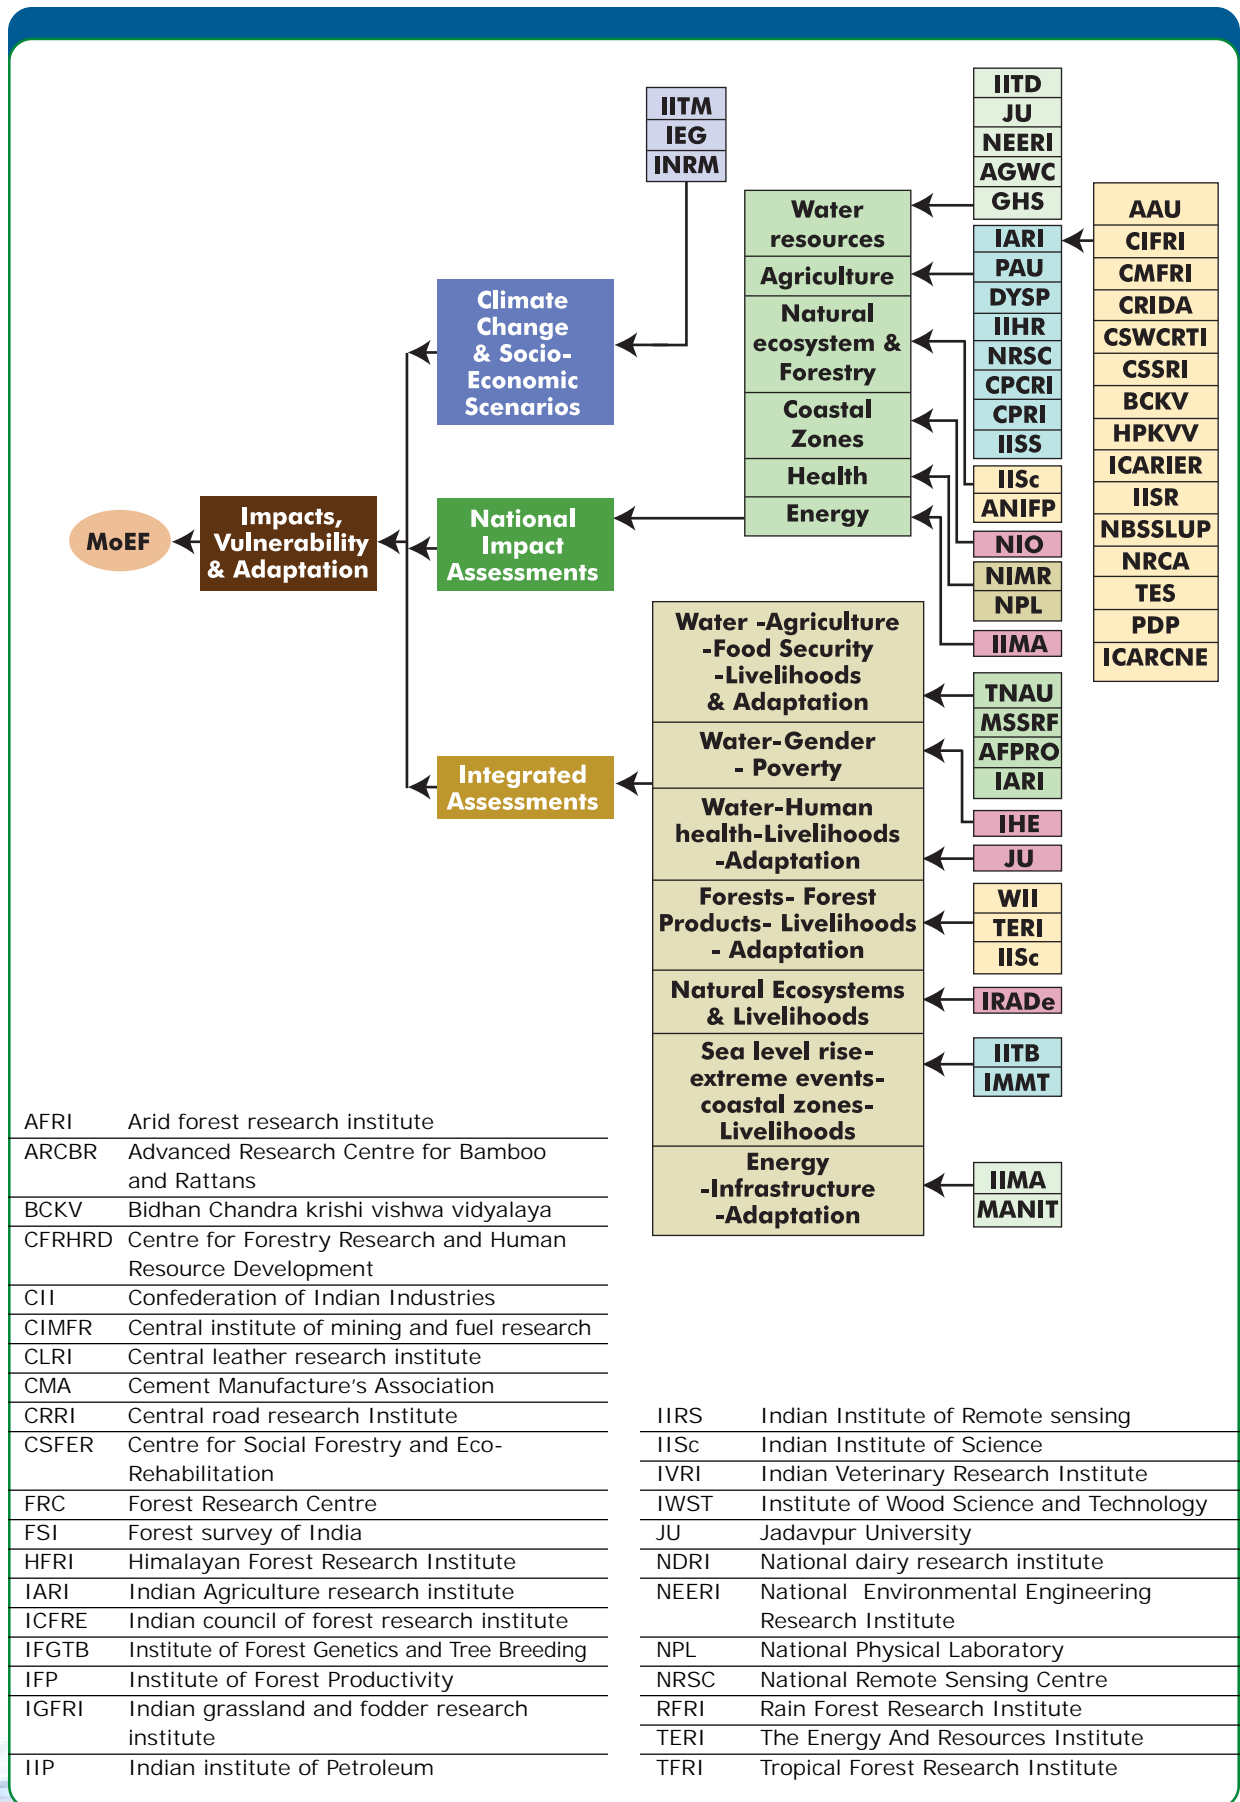 IITM
IEG
INRM
IITD
JU
NEERI
AGWC
GHS
IARI
PAU
DYSP
IIHR
NRSC
CPCRI
CPRI
IISS
IISc
ANIFP
NIO
NIMR
NPL
IIMA
AAU
CIFRI
CMFRI
CRIDA
CSWCRTI
CSSRI
BCKV
HPKVV
ICARIER
IISR
NBSSLUP
NRCA
TES
PDP
ICARCNE
Water
resources
Agriculture
Natural
ecosystem &
Forestry
Coastal
Zones
Health
Energy
Climate
Change
& Socio-
Economic
Scenarios
MoEF
Impacts,
Vulnerability
& Adaptation
National
Impact
Assessments
Integrated
Assessments
Water -Agriculture
-Food Security
-Livelihoods
& Adaptation
Water-Gender
- Poverty
Water-Human
health-Livelihoods
-Adaptation
Forests- Forest
Products- Livelihoods
- Adaptation
Natural Ecosystems
& Livelihoods
Sea level rise-
extreme events-
coastal zones-
Livelihoods
Energy
-Infrastructure
-Adaptation
TNAU
MSSRF
AFPRO
IARI
IHE
JU
WII
TERI
IISc
IRADe
IITB
IMMT
IIMA
MANIT
AFRI Arid forest research institute
ARCBR Advanced Research Centre for Bamboo
and Rattans
BCKV Bidhan Chandra krishi vishwa vidyalaya
CFRHRD Centre for Forestry Research and Human
Resource Development
CII Confederation of Indian Industries
CIMFR Central institute of mining and fuel research
CLRI Central leather research institute
CMA Cement Manufacture's Association
CRRI Central road research Institute
CSFER Centre for Social Forestry and Eco-
Rehabilitation
FRC Forest Research Centre
FSI Forest survey of India
HFRI Himalayan Forest Research Institute
IARI Indian Agriculture research institute
ICFRE Indian council of forest research institute
IFGTB Institute of Forest Genetics and Tree Breeding
IFP Institute of Forest Productivity
IGFRI Indian grassland and fodder research
institute
IIP Indian institute of Petroleum
IIRS Indian Institute of Remote sensing
IISc Indian Institute of Science
IVRI Indian Veterinary Research Institute
IWST Institute of Wood Science and Technology
JU Jadavpur University
NDRI National dairy research institute
NEERI National Environmental Engineering
Research Institute
NPL National Physical Laboratory
NRSC National Remote Sensing Centre
RFRI Rain Forest Research Institute
TERI The Energy And Resources Institute
TFRI Tropical Forest Research Institute